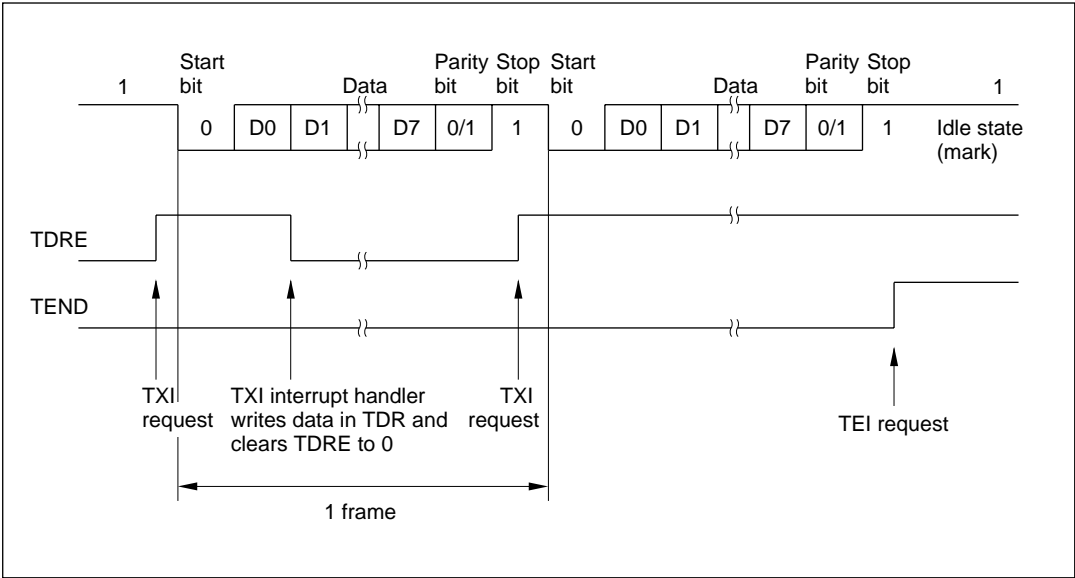 1 Start bit Data Parity bit Stop bit Start bit Data Parity bit Stop bit 1
0 D0 D1 D7 0/1 1 0 D0 D1 D7 0/1 1 Idle state (mark)
TDRE
TEND
TXI request
TXI interrupt handler
writes data in TDR and
clears TDRE to 0
TXI request
TEI request
1 frame